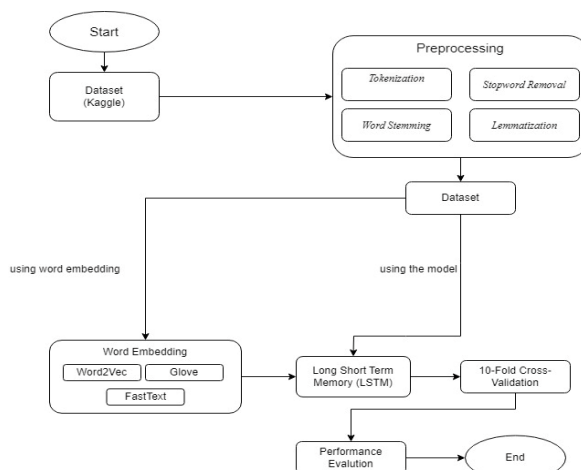 Start
Preprocessing
Tokenization
Stopword Removal
Dataset
(Kaggle)
Word Stemming
Lemmatization
Dataset
using word embedding
using the model
Word Embedding
Word2Vec
Glove
FastText
Long Short Term
Memory (LSTM)
10-Fold Cross-
Validation
Performance
Evalution
End